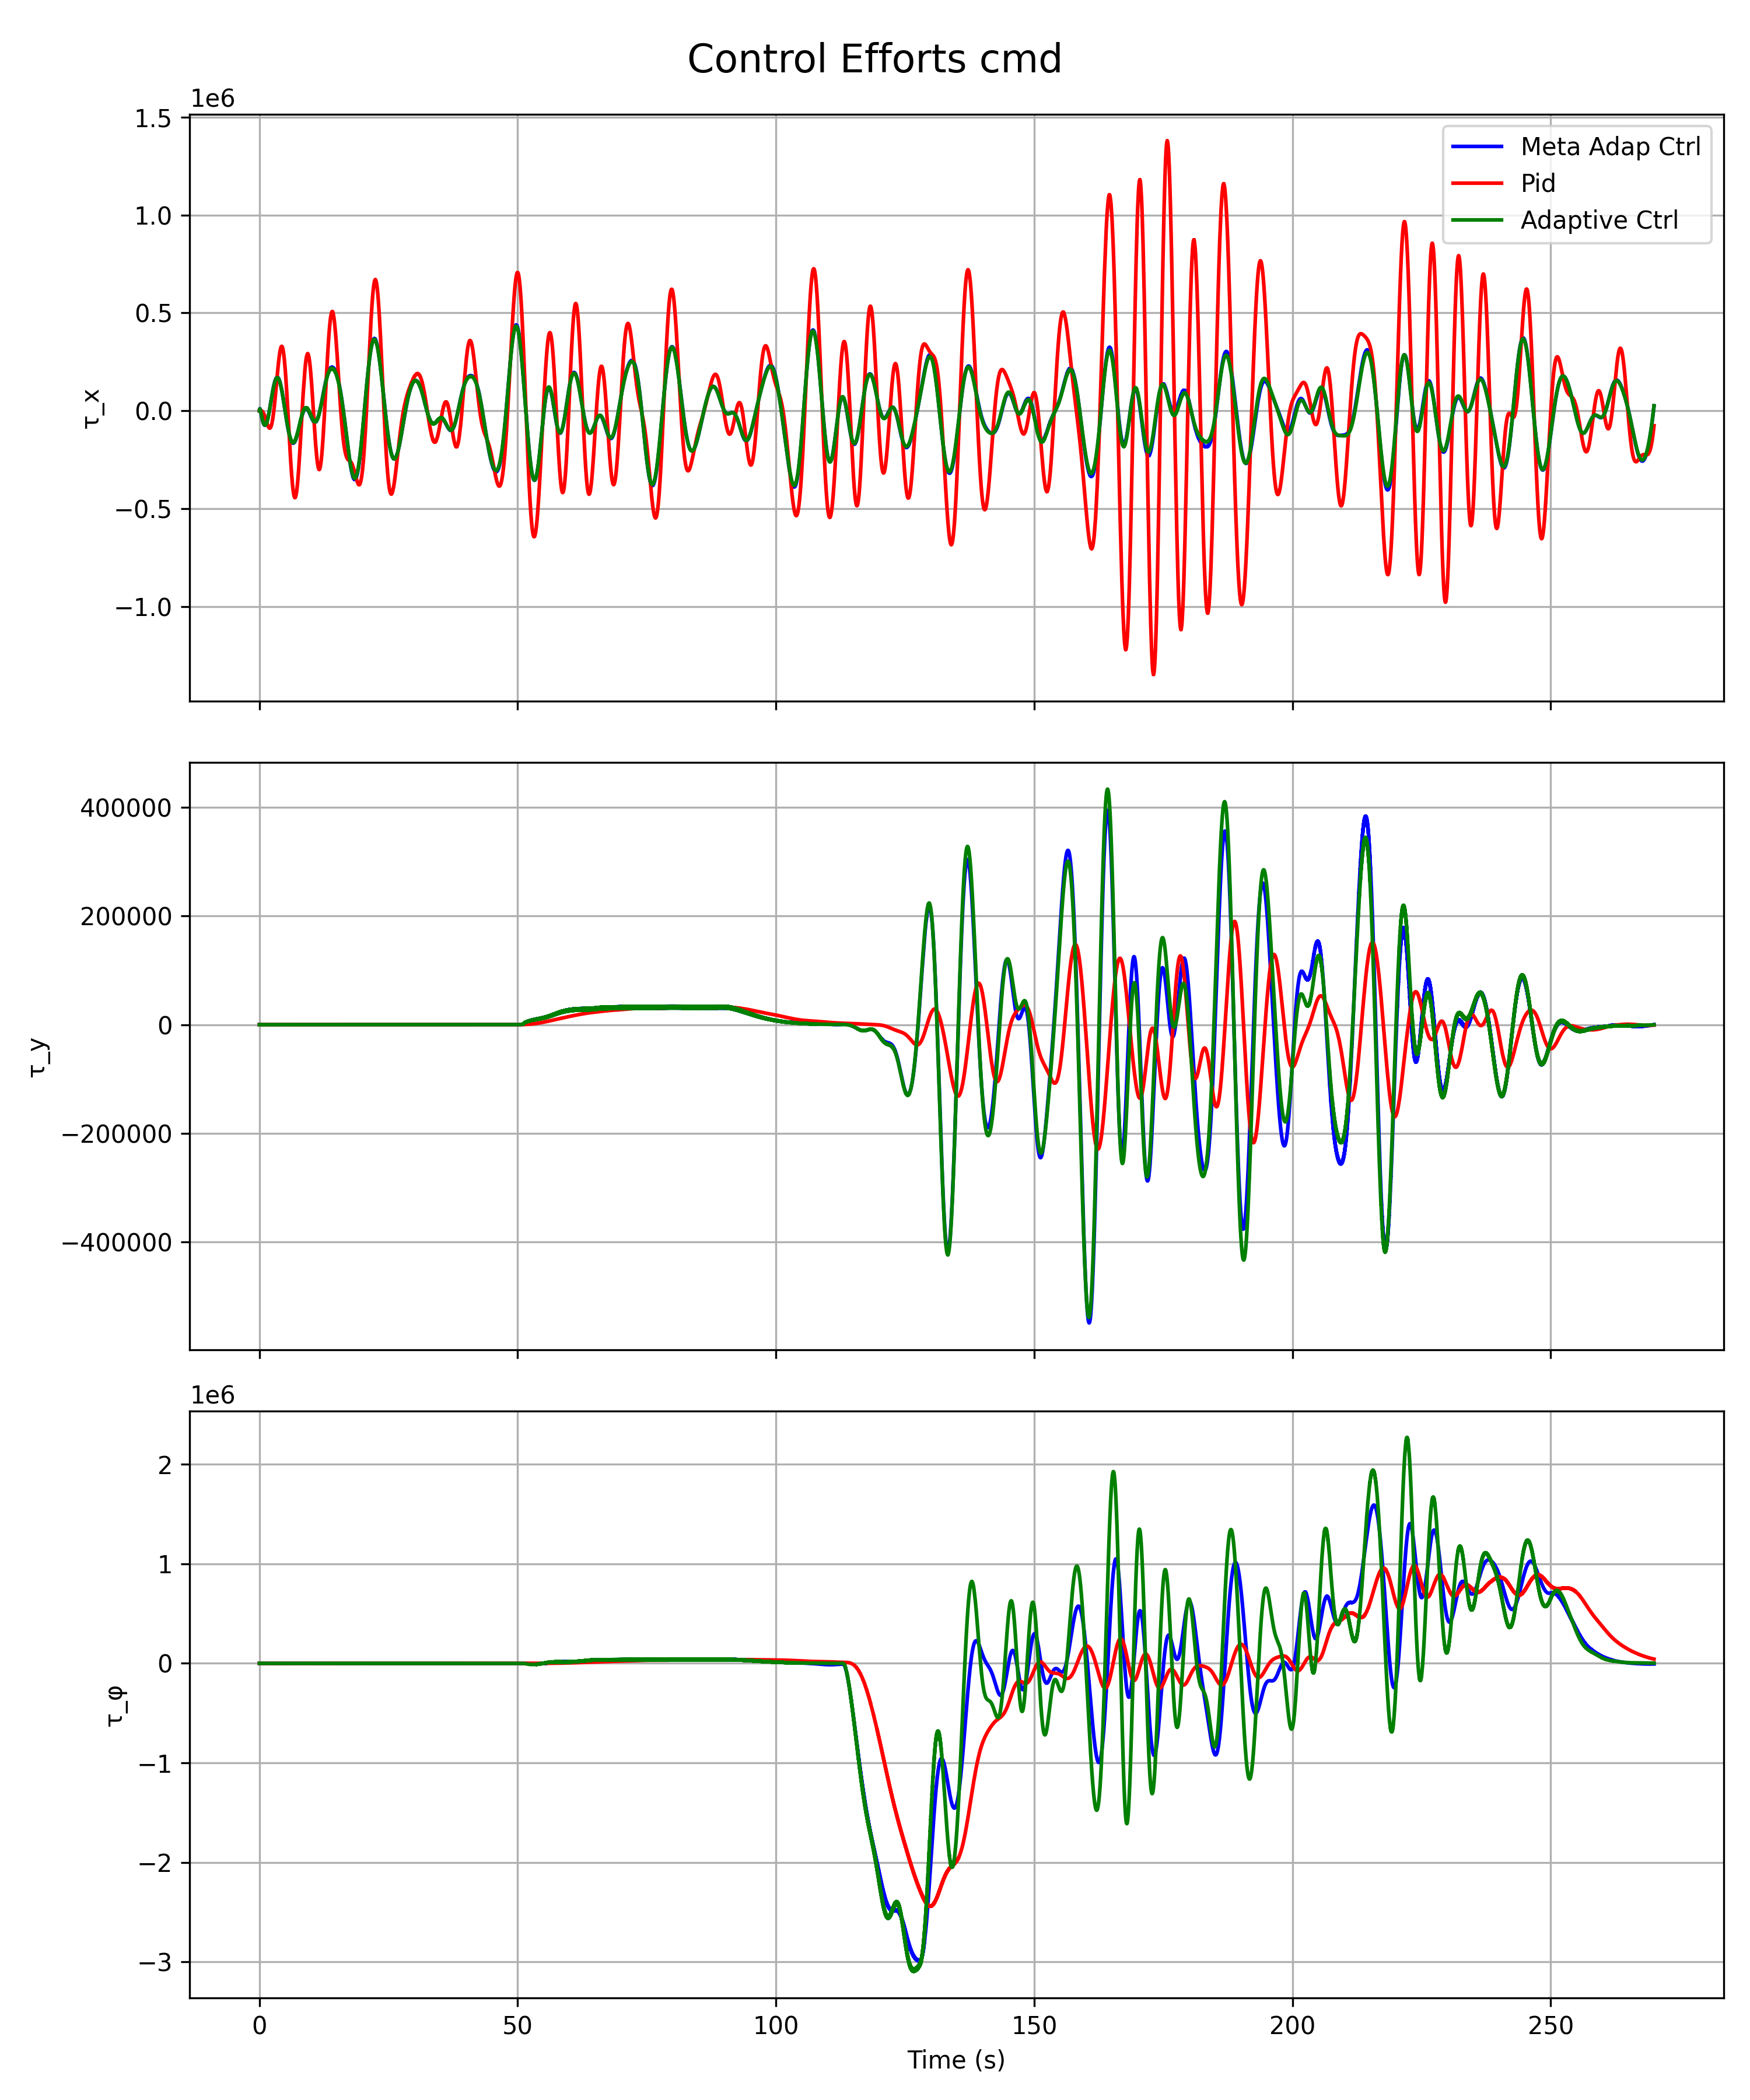 Control Efforts cmd
1e6
1.5
1.0
0.5
0.0
−0.5
−1.0
τ_x
Meta Adap Ctrl
Pid
Adaptive Ctrl
400000
200000
0
−200000
−400000
τ_y
1e6
2
1
0
−1
−2
−3
τ_φ
0 50 100 150 200 250
Time (s)